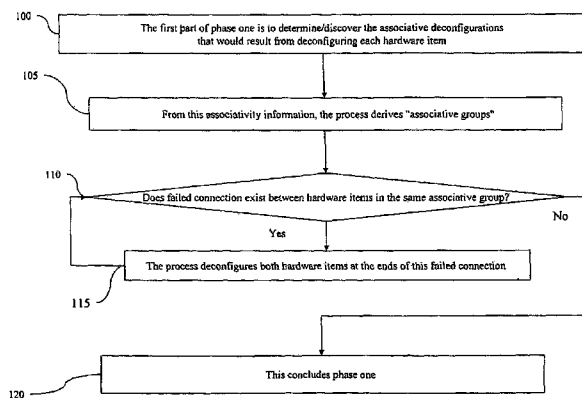 100
The first part of phase one is to determine/discover the associative deconfigurations
that would result from deconfiguring each hardware item
105
From this associativity information, the process derives "associative groups"
110
Does failed connection exist between hardware items in the same associative group?
No
Yes
The process deconfigures both hardware items at the ends of this failed connection
115
This concludes phase one
120